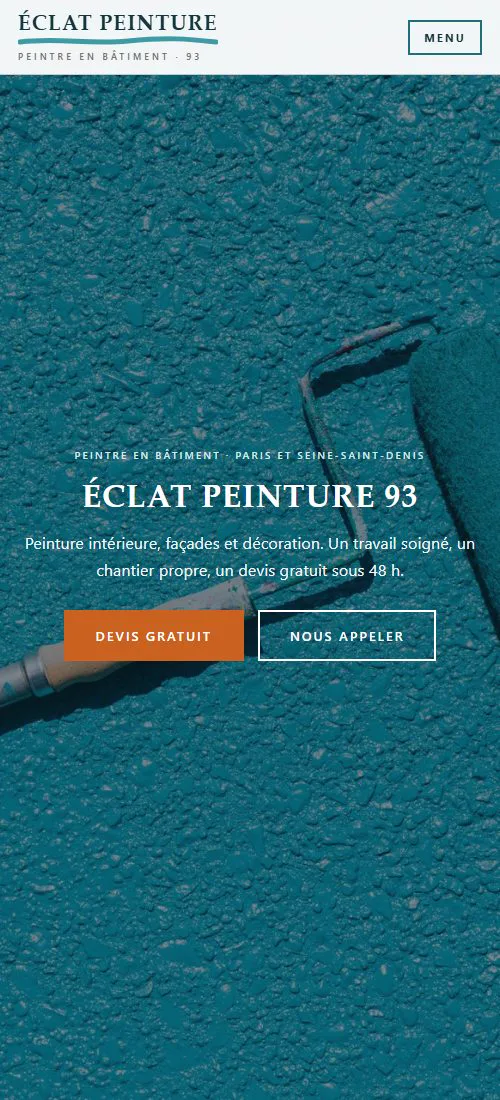 ÉCLAT PEINTURE
PEINTRE EN BÂTIMENT · 93
MENU
PEINTRE EN BÂTIMENT · PARIS ET SEINE-SAINT-DENIS
ÉCLAT PEINTURE 93
Peinture intérieure, façades et décoration. Un travail soigné, un
chantier propre, un devis gratuit sous 48 h.
DEVIS GRATUIT
NOUS APPELER